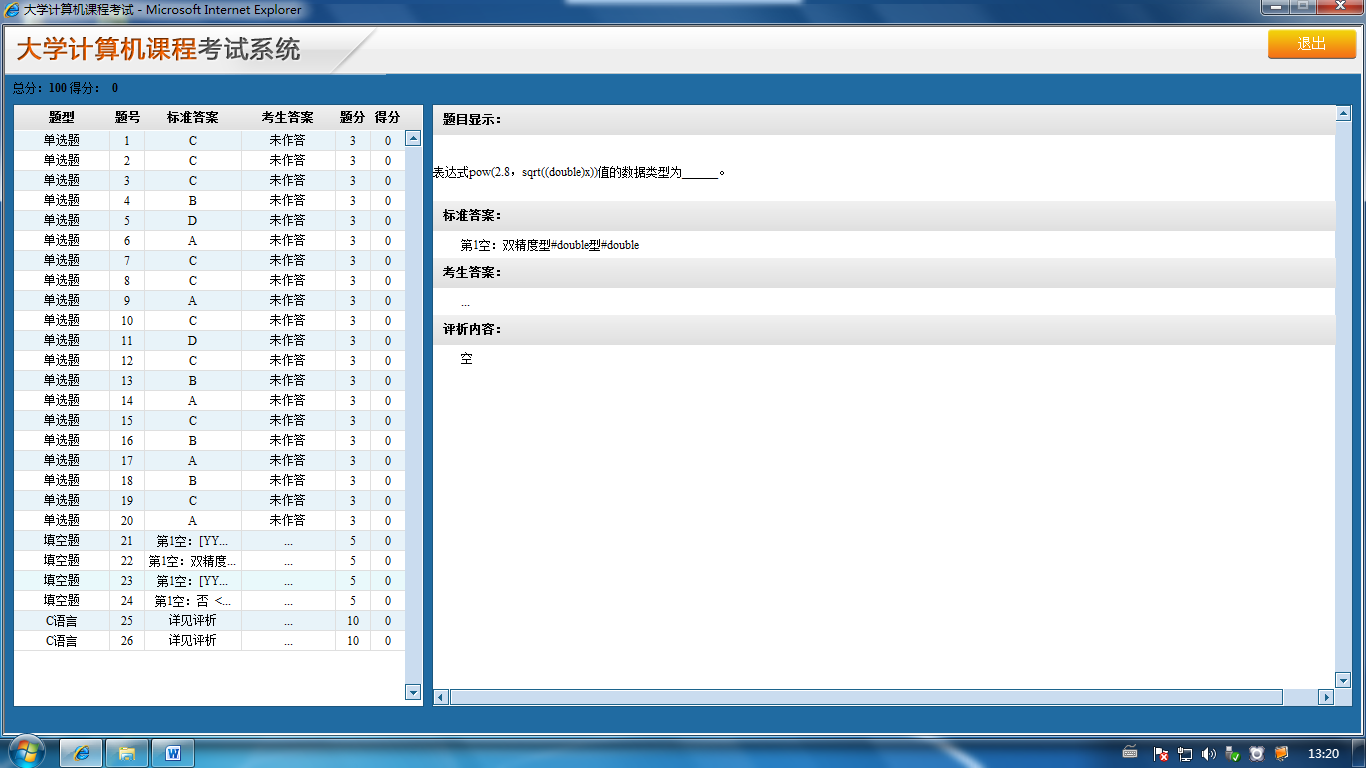 大学计算机课程考试 - Microsoft Internet Explorer
大学计算机课程考试系统
退出
总分：100 得分： 0
题型 题号 标准答案 考生答案 题分 得分
单选题 1 C 未作答 3 0
单选题 2 C 未作答 3 0
单选题 3 C 未作答 3 0
单选题 4 B 未作答 3 0
单选题 5 D 未作答 3 0
单选题 6 A 未作答 3 0
单选题 7 C 未作答 3 0
单选题 8 C 未作答 3 0
单选题 9 A 未作答 3 0
单选题 10 C 未作答 3 0
单选题 11 D 未作答 3 0
单选题 12 C 未作答 3 0
单选题 13 B 未作答 3 0
单选题 14 A 未作答 3 0
单选题 15 C 未作答 3 0
单选题 16 B 未作答 3 0
单选题 17 A 未作答 3 0
单选题 18 B 未作答 3 0
单选题 19 C 未作答 3 0
单选题 20 A 未作答 3 0
填空题 21 第1空：[YY... ... 5 0
填空题 22 第1空：双精度... ... 5 0
填空题 23 第1空：[YY... ... 5 0
填空题 24 第1空：否 <... ... 5 0
C语言 25 详见评析 ... 10 0
C语言 26 详见评析 ... 10 0
题目显示：
表达式pow(2.8，sqrt((double)x))值的数据类型为______。
标准答案：
第1空：双精度型#double型#double
考生答案：
...
评析内容：
空
13:20